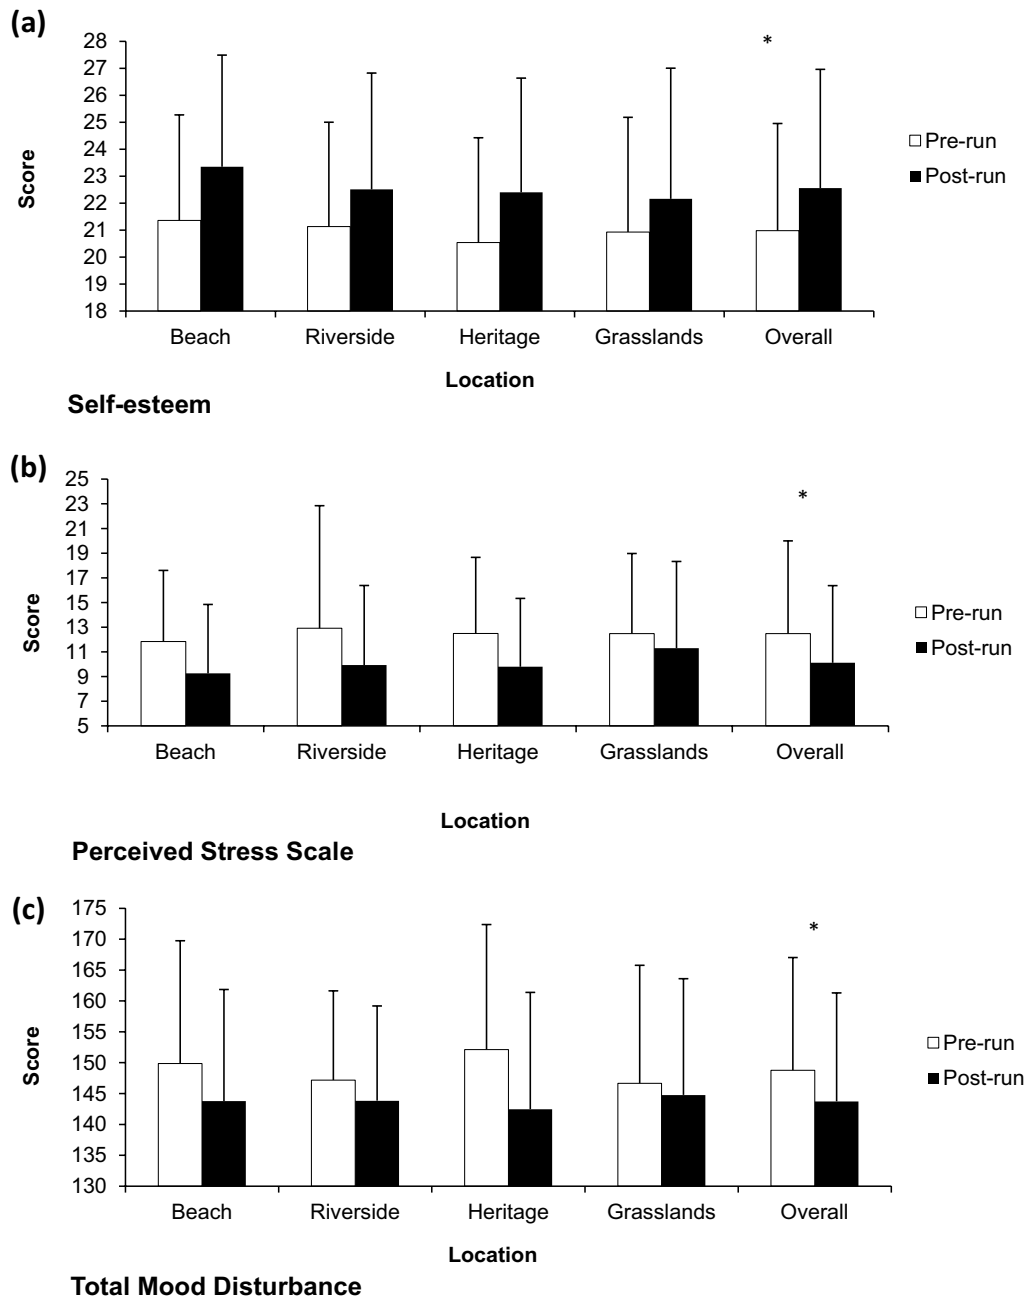 (a)
28
27
26
25
24
23
22
21
20
19
18
Score
*
Pre-run
Post-run
Beach Riverside Heritage Grasslands Overall
Location
Self-esteem
(b)
25
23
21
19
17
15
13
11
9
7
5
Score
*
Pre-run
Post-run
Beach Riverside Heritage Grasslands Overall
Location
Perceived Stress Scale
(c)
175
170
165
160
155
150
145
140
135
130
Score
*
Pre-run
Post-run
Beach Riverside Heritage Grasslands Overall
Location
Total Mood Disturbance